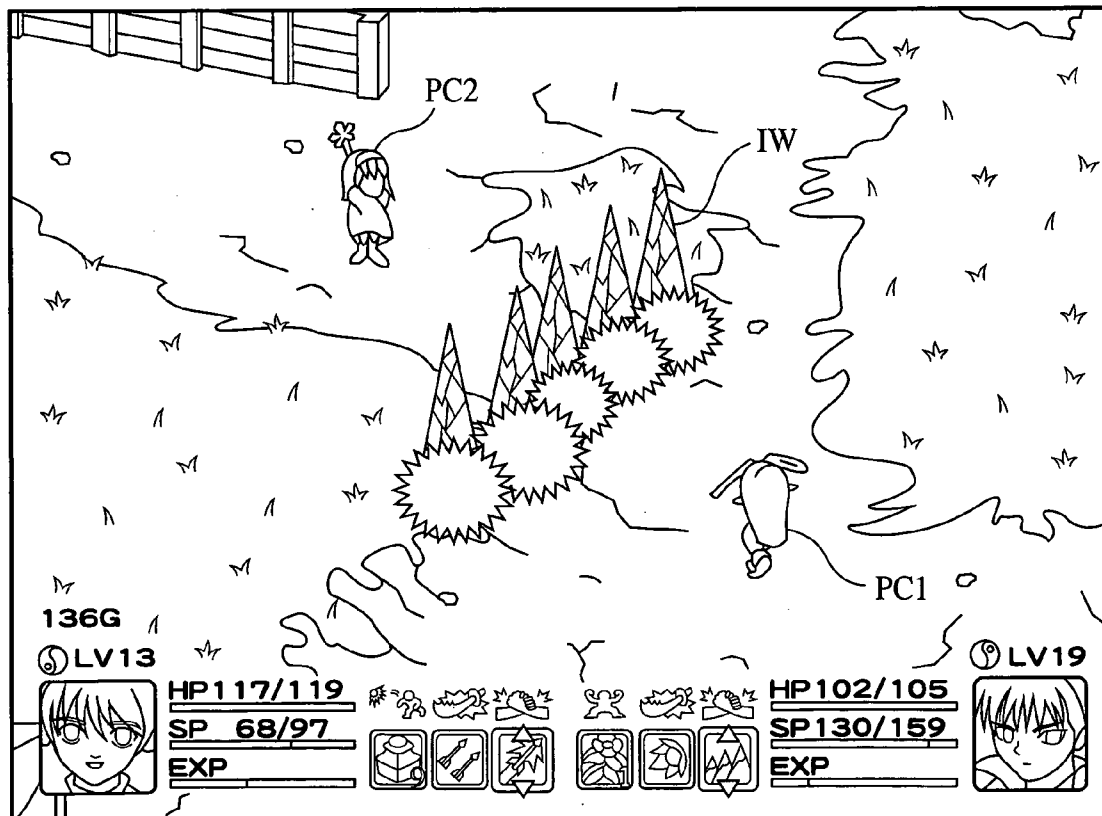 PC2
IW
PC1
136G
LV13
HP117/119
SP 68/97
EXP
LV19
HP102/105
SP130/159
EXP